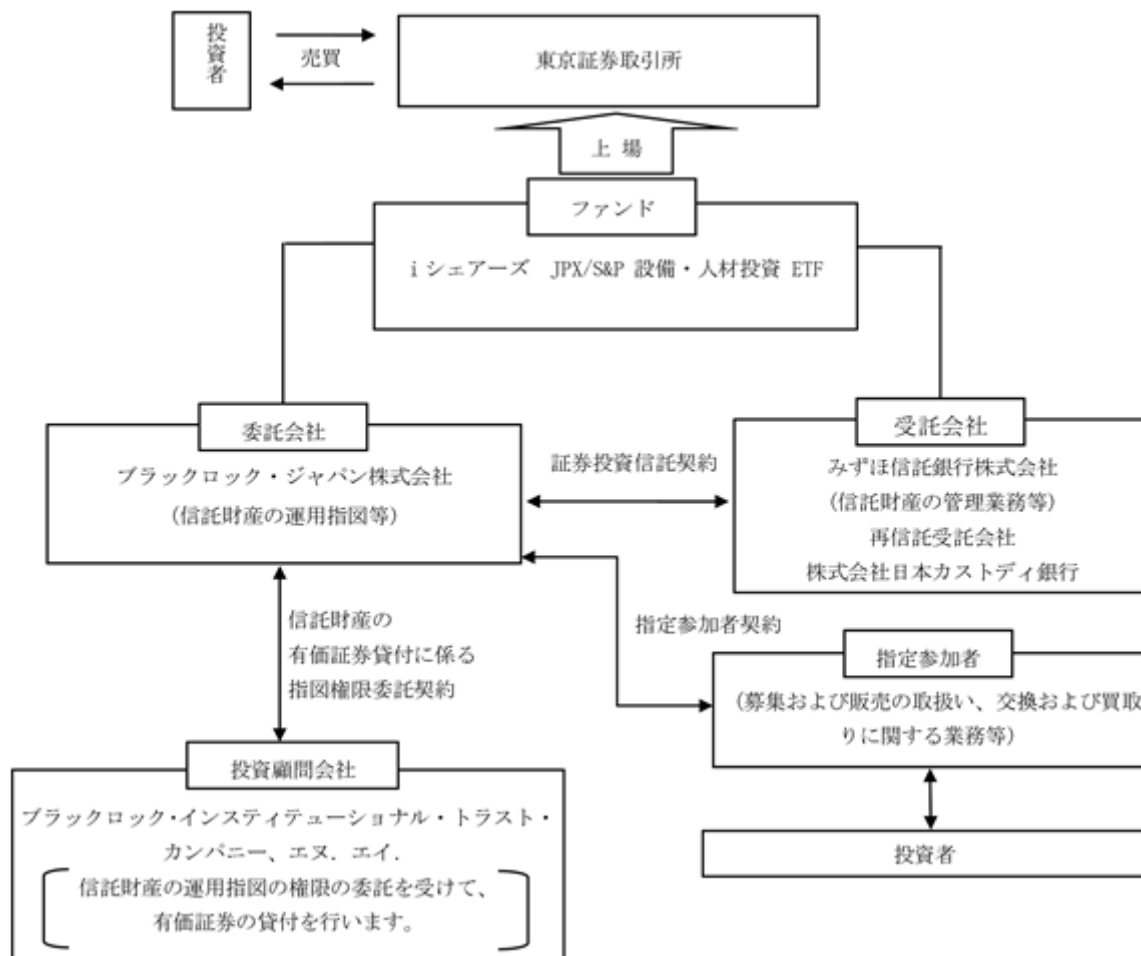 投資者
売買
東京証券取引所
上 場
ファンド
iシェアーズ JPX/S&P 設備・人材投資 ETF
委託会社
ブラックロック・ジャパン株式会社
(信託財産の運用指図等)
証券投資信託契約
受託会社
みずほ信託銀行株式会社
(信託財産の管理業務等)
再信託受託会社
株式会社日本カストディ銀行
信託財産の
有価証券貸付に係る
指図権限委託契約
指定参加者契約
指定参加者
(募集および販売の取扱い、交換および買取
りに関する業務等)
投資顧問会社
ブラックロック・インスティテューショナル・トラスト・
カンパニー、エヌ．エイ．
信託財産の運用指図の権限の委託を受けて、
有価証券の貸付を行います。
投資者